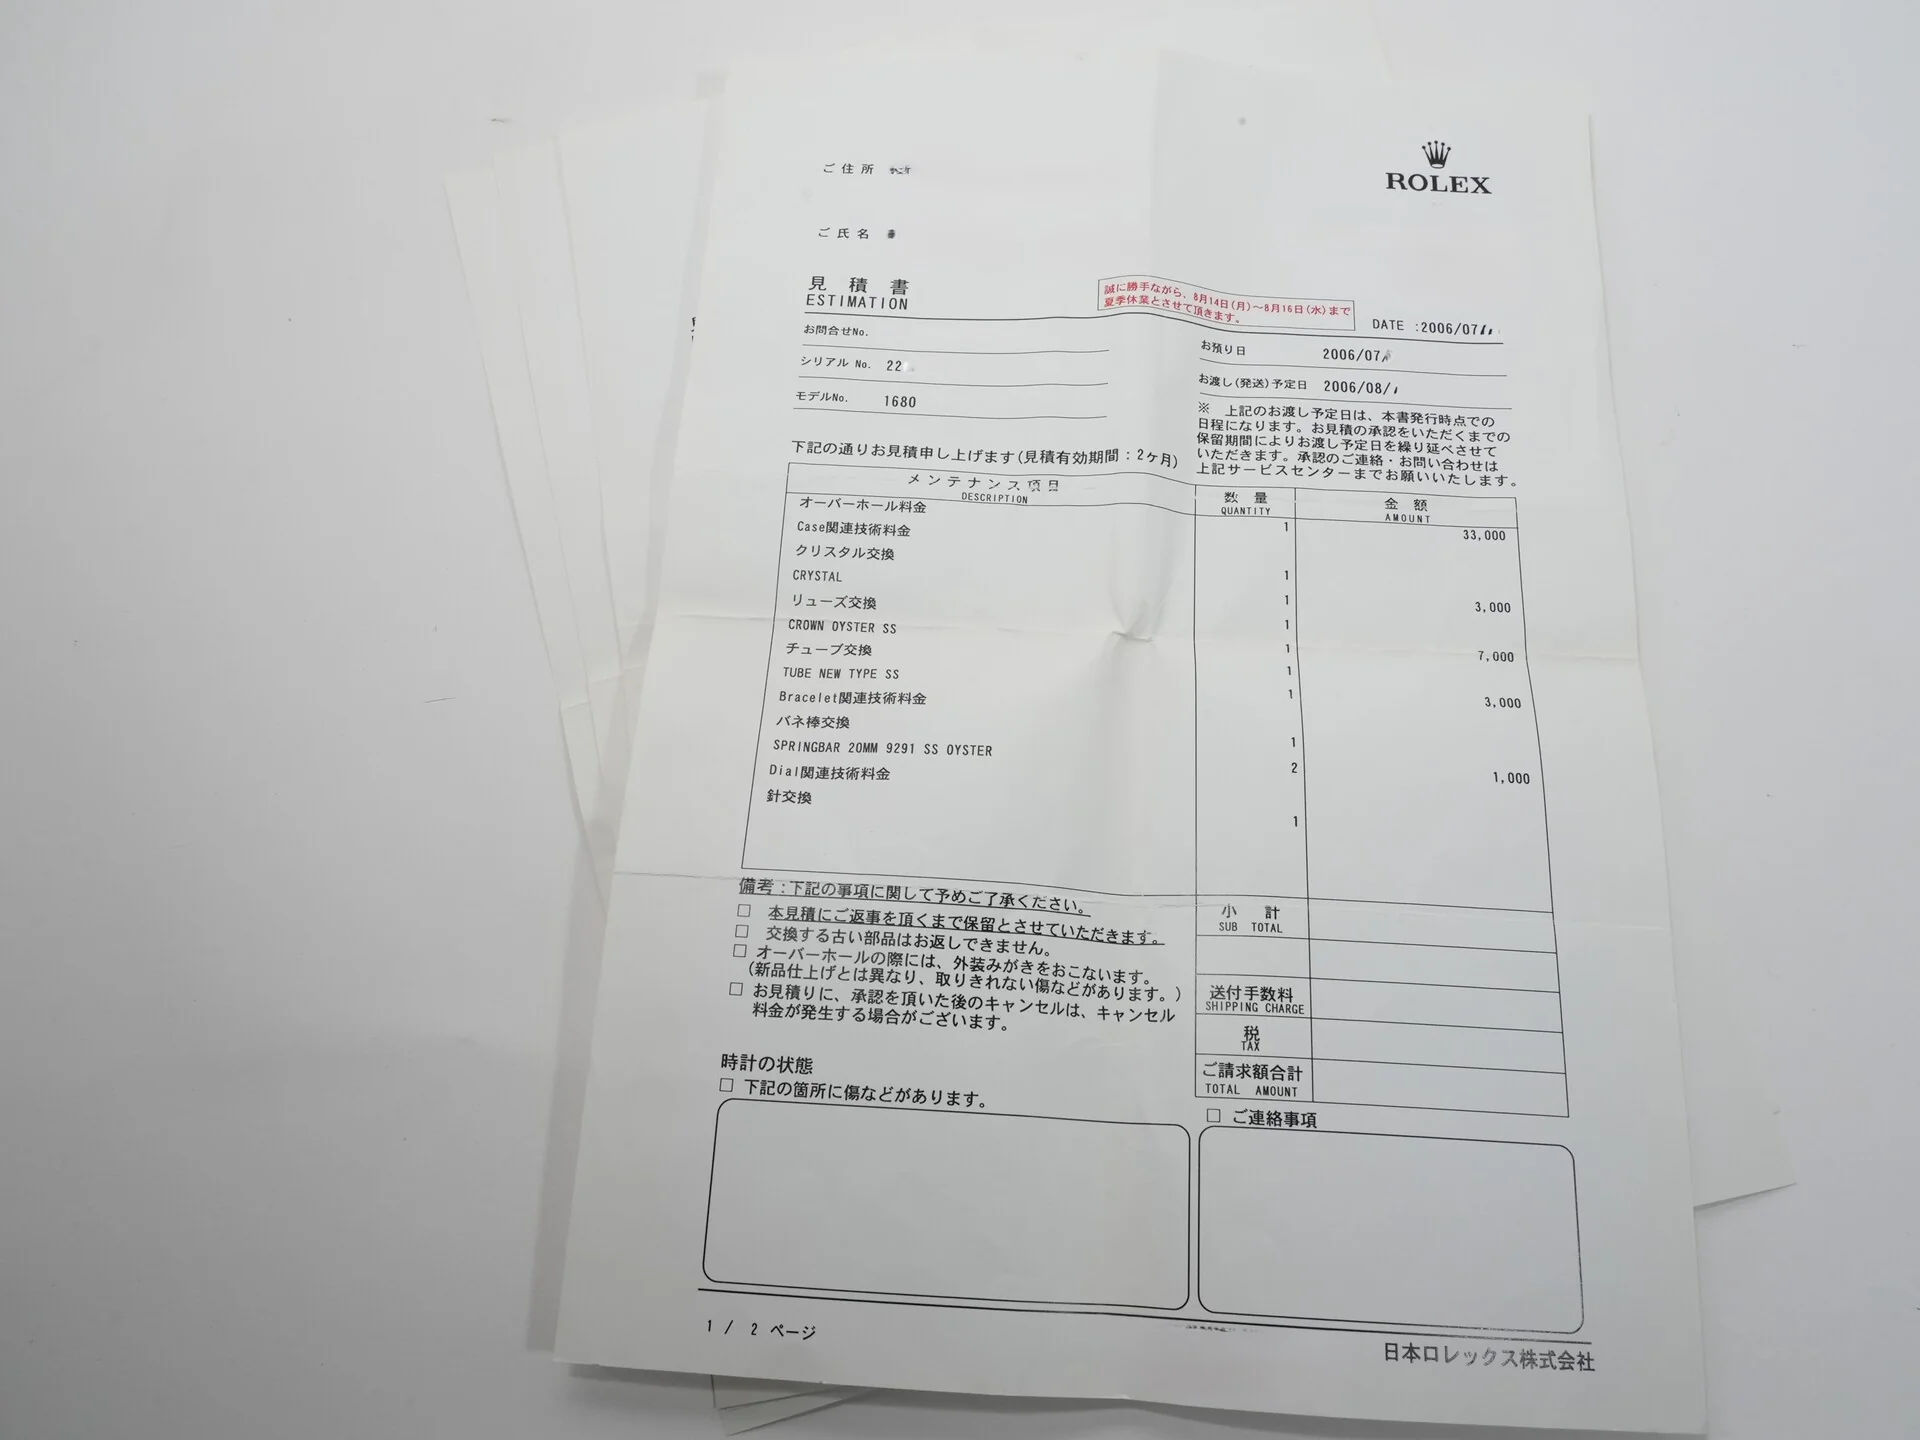 ROLEX
ご住所
ご氏名
見積書
ESTIMATION
誠に勝手ながら、8月14日(月)～8月16日(水)まで
夏季休業とさせて頂きます。
DATE :2006/07
お問合せNo.
お預り日 2006/07
シリアル No. 22
お渡し(発送)予定日 2006/08/
モデルNo. 1680
※ 上記のお渡し予定日は、本書発行時点での
日程になります。お見積の承認をいただくまでの
保留期間によりお渡し予定日を繰り延べさせて
いただきます。承認のご連絡・お問い合わせは
上記サービスセンターまでお願いいたします。
下記の通りお見積申し上げます(見積有効期間：2ヶ月)
メンテナンス項目 数量 金額
DESCRIPTION QUANTITY AMOUNT
オーバーホール料金 1 33,000
Case関連技術料金
クリスタル交換 1
CRYSTAL 1 3,000
リューズ交換 1
CROWN OYSTER SS 1 7,000
チューブ交換 1
TUBE NEW TYPE SS 1 3,000
Bracelet関連技術料金
バネ棒交換 1
SPRINGBAR 20MM 9291 SS OYSTER 2 1,000
Dial関連技術料金
針交換 1
備考：下記の事項に関して予めご了承ください。
□ 本見積にご返事を頂くまで保留とさせていただきます。
□ 交換する古い部品はお返しできません。
□ オーバーホールの際には、外装みがきをおこないます。
(新品仕上げとは異なり、取りきれない傷などがあります。)
□ お見積りに、承認を頂いた後のキャンセルは、キャンセル
料金が発生する場合がございます。
小計
SUB TOTAL
送付手数料
SHIPPING CHARGE
税
TAX
ご請求額合計
TOTAL AMOUNT
時計の状態
□ 下記の箇所に傷などがあります。
□ ご連絡事項
1 / 2 ページ
日本ロレックス株式会社